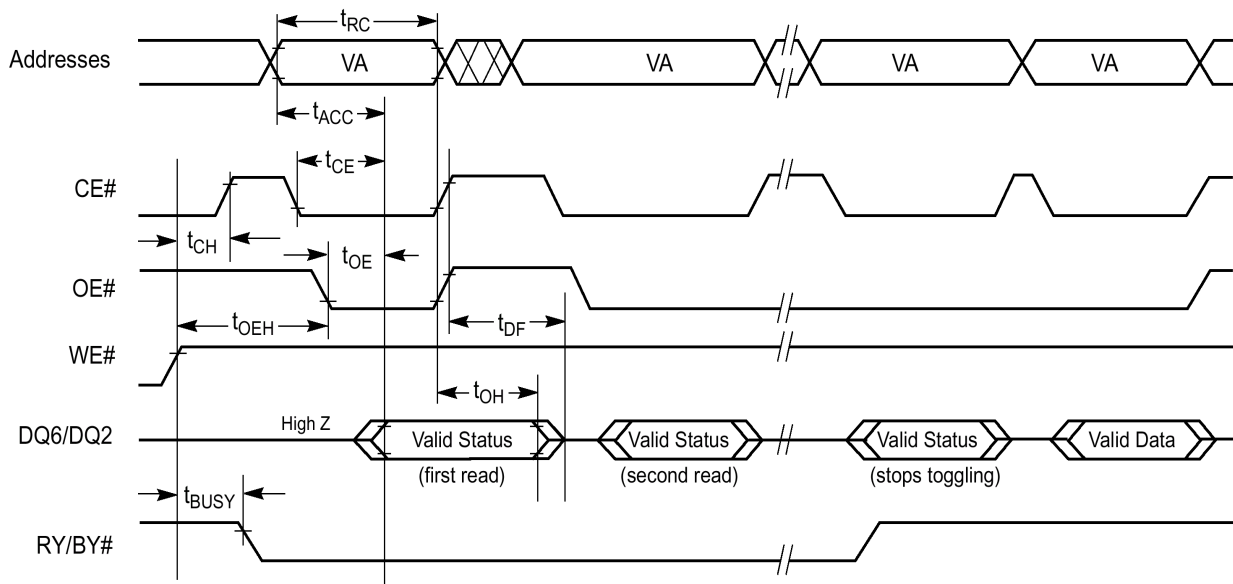 tRC
Addresses VA VA VA VA
tACC
tCE
CE#
tCH
tOE
OE#
tOEH tDF
WE#
tOH
High Z
DQ6/DQ2 Valid Status Valid Status Valid Status Valid Data
(first read) (second read) (stops toggling)
tBUSY
RY/BY#